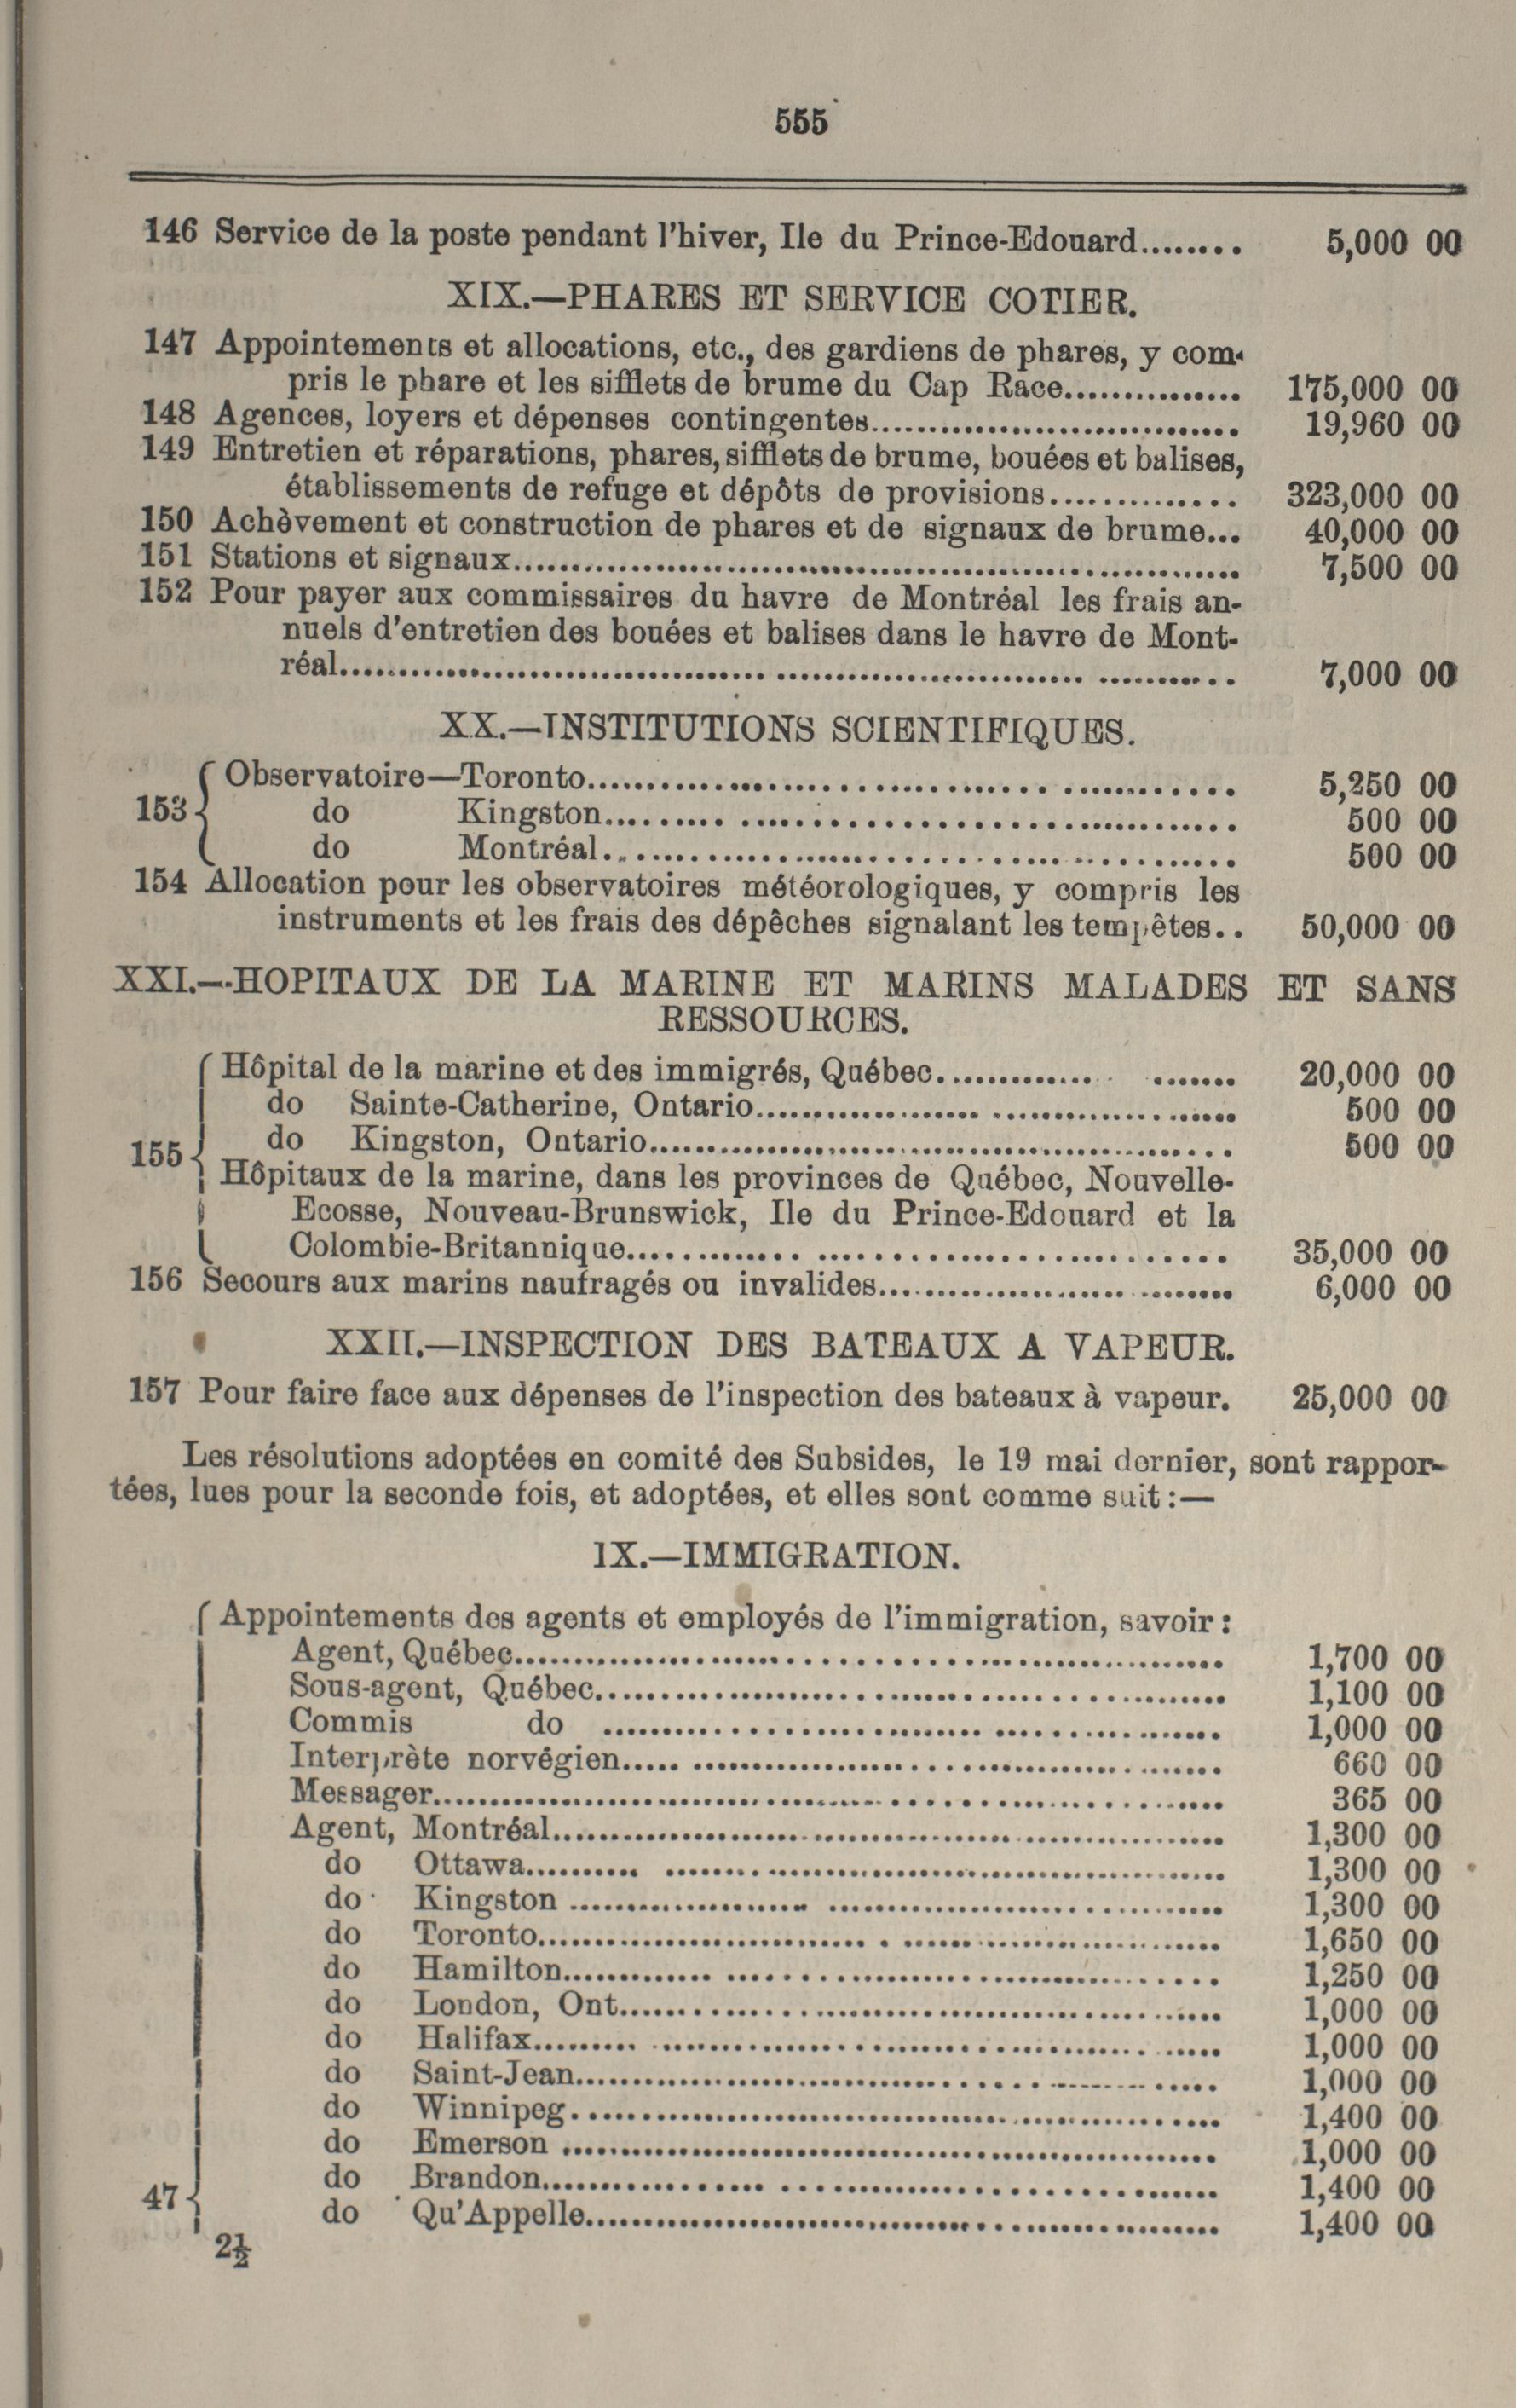 555
146 Service de la poste pendant l'hiver, Ile du Prince-Edouard........ 5,000 00
XIX.—PHARES ET SERVICE COTIER.
147 Appointements et allocations, etc., des gardiens de phares, y com-
pris le phare et les sifflets de brume du Cap Race............... 175,000 00
148 Agences, loyers et dépenses contingentes............................... 19,960 00
149 Entretien et réparations, phares, sifflets de brume, bouées et balises,
établissements de refuge et dépôts de provisions.............. 323,000 00
150 Achèvement et construction de phares et de signaux de brume... 40,000 00
151 Stations et signaux............................................................. 7,500 00
152 Pour payer aux commissaires du havre de Montréal les frais an-
nuels d'entretien des bouées et balises dans le havre de Mont-
réal........................................................................... 7,000 00
XX.—INSTITUTIONS SCIENTIFIQUES.
Observatoire—Toronto...................................................... 5,250 00
153 do Kingston.................................................... 500 00
do Montréal..................................................... 500 00
154 Allocation pour les observatoires météorologiques, y compris les
instruments et les frais des dépêches signalant les tempêtes.. 50,000 00
XXI.—HOPITAUX DE LA MARINE ET MARINS MALADES ET SANS
RESSOURCES.
Hôpital de la marine et des immigrés, Québec..................... 20,000 00
do Sainte-Catherine, Ontario....................................... 500 00
155 do Kingston, Ontario................................................ 500 00
Hôpitaux de la marine, dans les provinces de Québec, Nouvelle-
Ecosse, Nouveau-Brunswick, Ile du Prince-Edouard et la
Colombie-Britannique................................................ 35,000 00
156 Secours aux marins naufragés ou invalides............................. 6,000 00
XXII.—INSPECTION DES BATEAUX A VAPEUR.
157 Pour faire face aux dépenses de l'inspection des bateaux à vapeur. 25,000 00
Les résolutions adoptées en comité des Subsides, le 19 mai dernier, sont rappor-
tées, lues pour la seconde fois, et adoptées, et elles sont comme suit :—
IX.—IMMIGRATION.
Appointements des agents et employés de l'immigration, savoir :
Agent, Québec............................................................ 1,700 00
Sous-agent, Québec..................................................... 1,100 00
Commis do .................................................... 1,000 00
Interprète norvégien.................................................. 660 00
Messager.................................................................. 365 00
Agent, Montréal......................................................... 1,300 00
do Ottawa.......................................................... 1,300 00
do Kingston ....................................................... 1,300 00
do Toronto......................................................... 1,650 00
do Hamilton....................................................... 1,250 00
do London, Ont................................................... 1,000 00
do Halifax.......................................................... 1,000 00
do Saint-Jean...................................................... 1,000 00
do Winnipeg....................................................... 1,400 00
do Emerson ....................................................... 1,000 00
do Brandon......................................................... 1,400 00
47 do Qu'Appelle..................................................... 1,400 00
2½